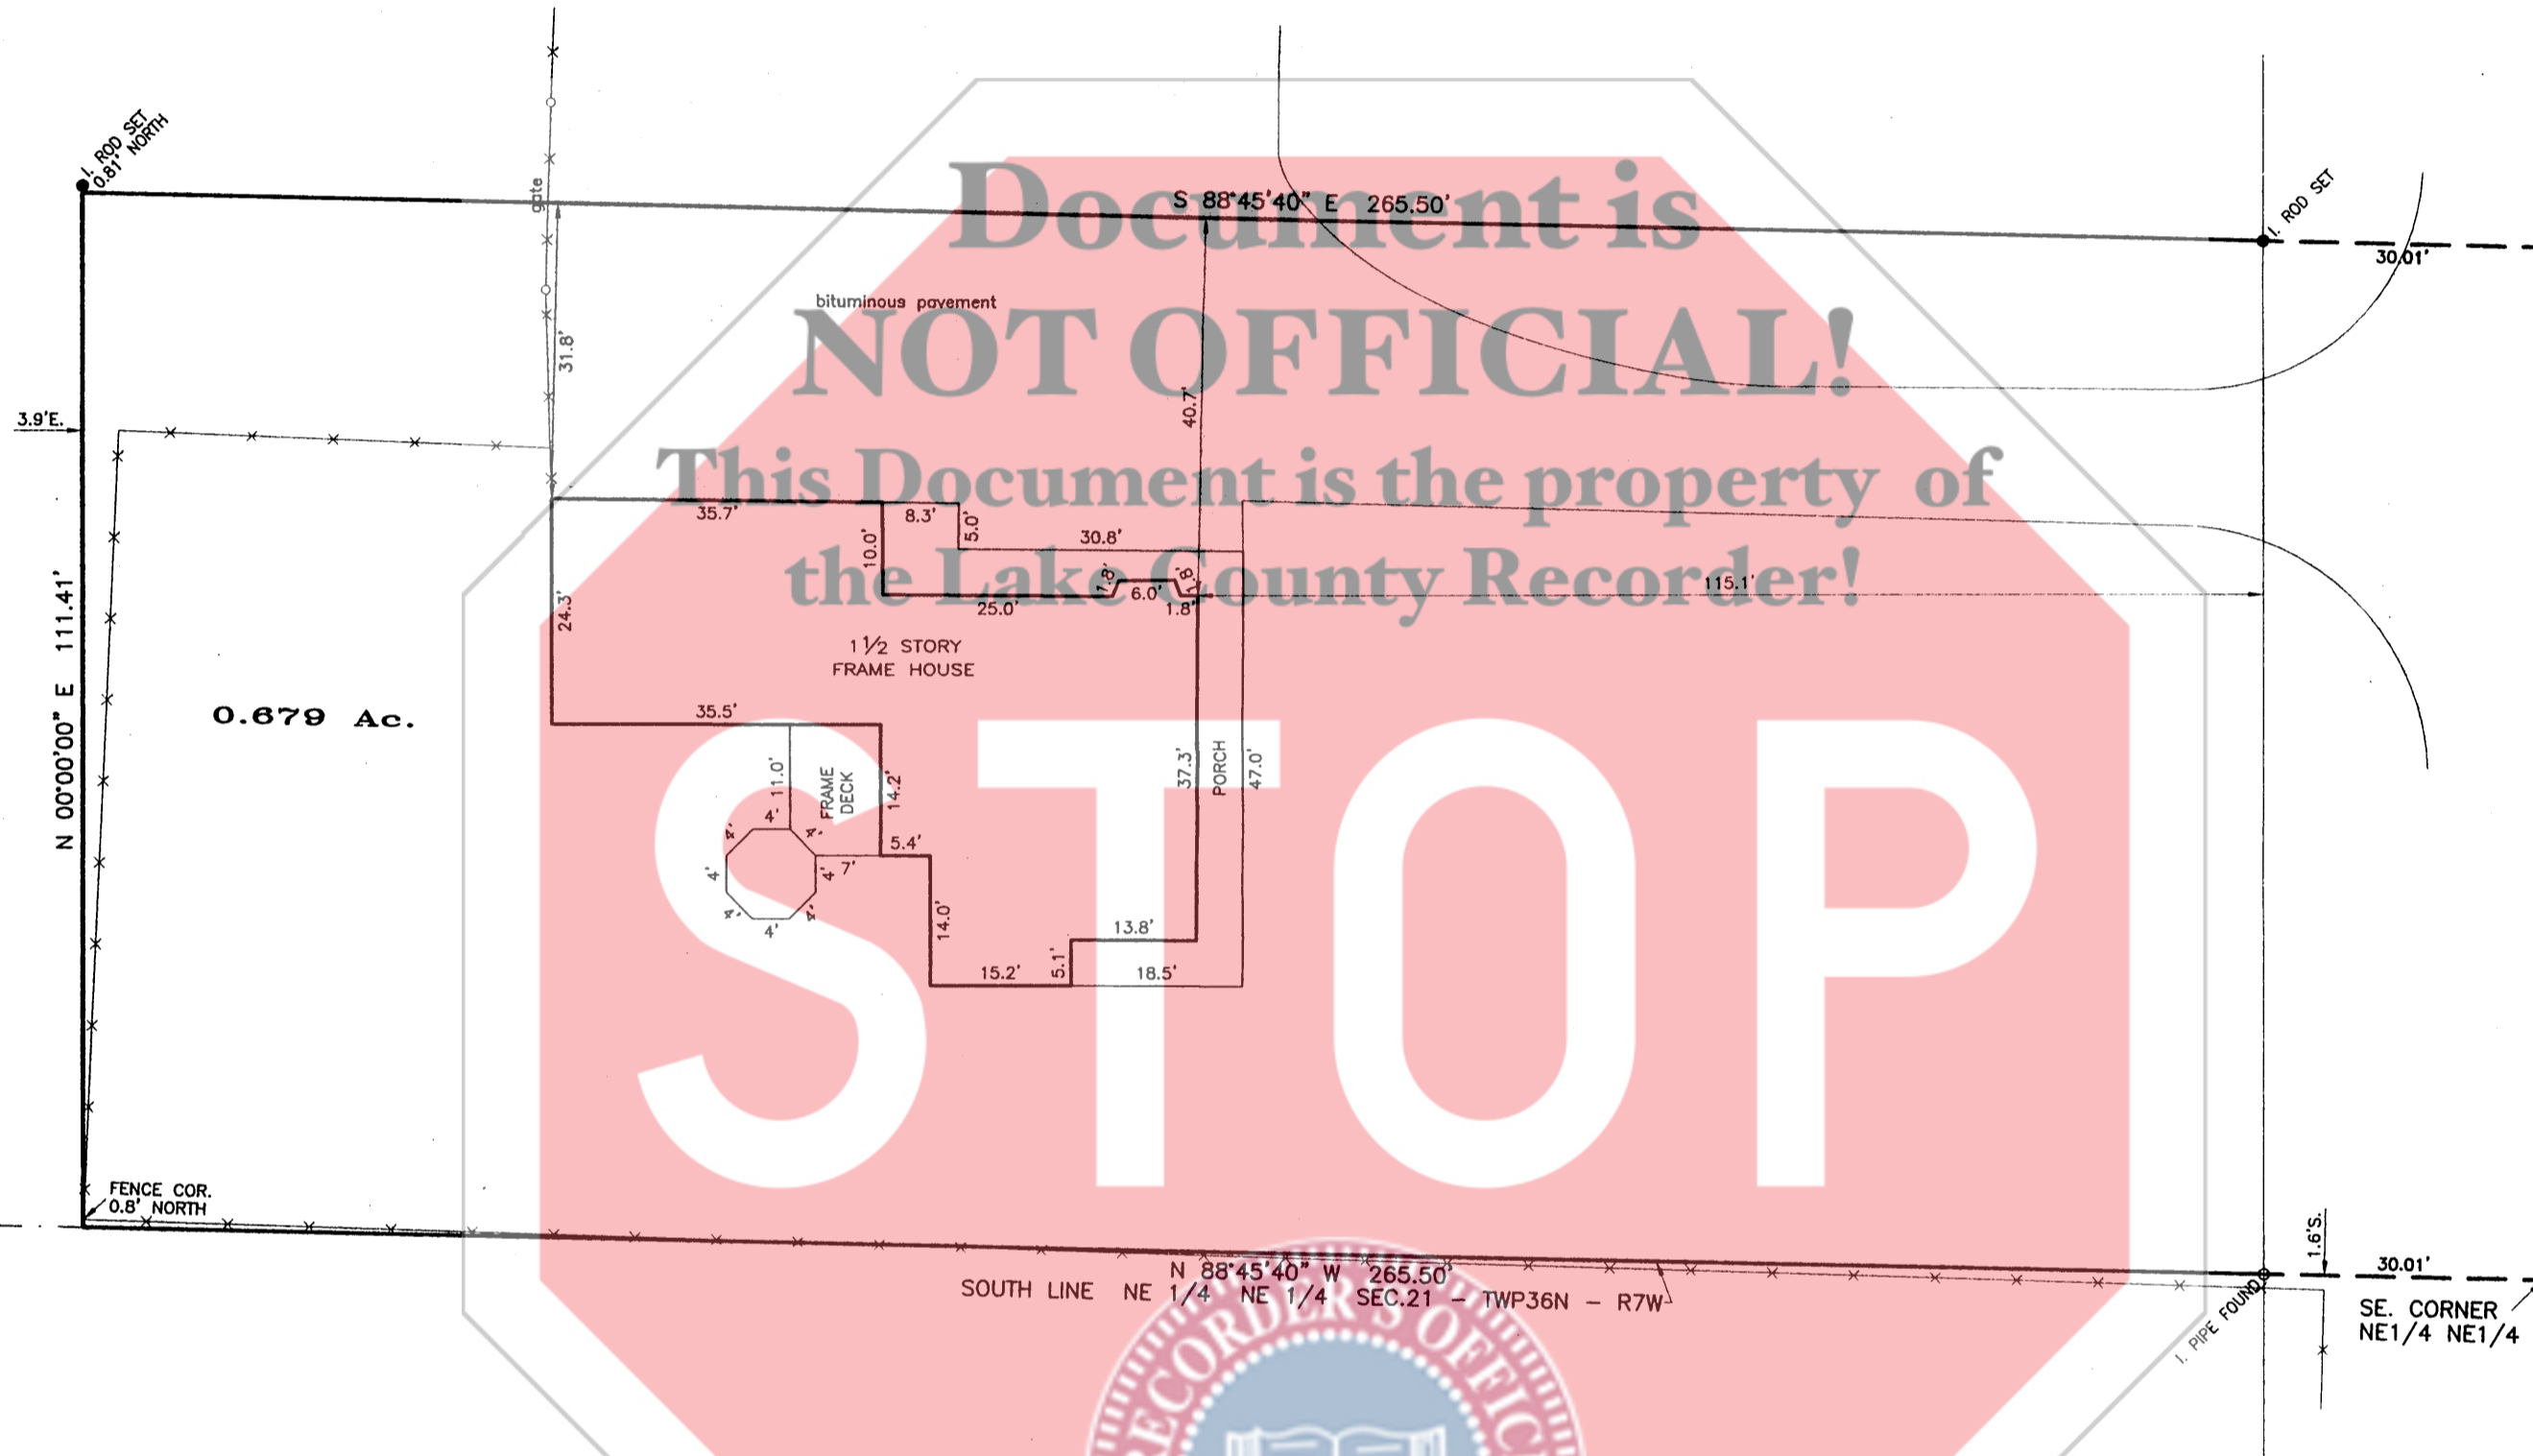 I. ROD SET
0.81' NORTH
gate
Document is
S 88°45'40" E 265.50'
I. ROD SET
30.01'
bituminous pavement
NOT OFFICIAL!
31.8'
40.7'
3.9'E.
This Document is the property of
35.7'
8.3'
5.0'
10.0'
30.8'
the Lake County Recorder!
1.8'
6.0'
1.8'
25.0'
1.8'
115.1'
24.3'
1 1/2 STORY
FRAME HOUSE
N 00°00'00" E 111.41'
0.679 Ac.
35.5'
STOP
11.0'
FRAME
DECK
14.2'
37.3'
PORCH
47.0'
4'
4'
4'
5.4'
7'
4'
4'
4'
4'
4'
14.0'
13.8'
15.2'
5.1'
18.5'
FENCE COR.
0.8' NORTH
1.6'S.
N 88°45'40" W 265.50'
30.01'
SOUTH LINE NE 1/4 NE 1/4 SEC.21 – TWP36N – R7W
I. PIPE FOUND
SE. CORNER
NE1/4 NE1/4
RECORDER'S OFFIC